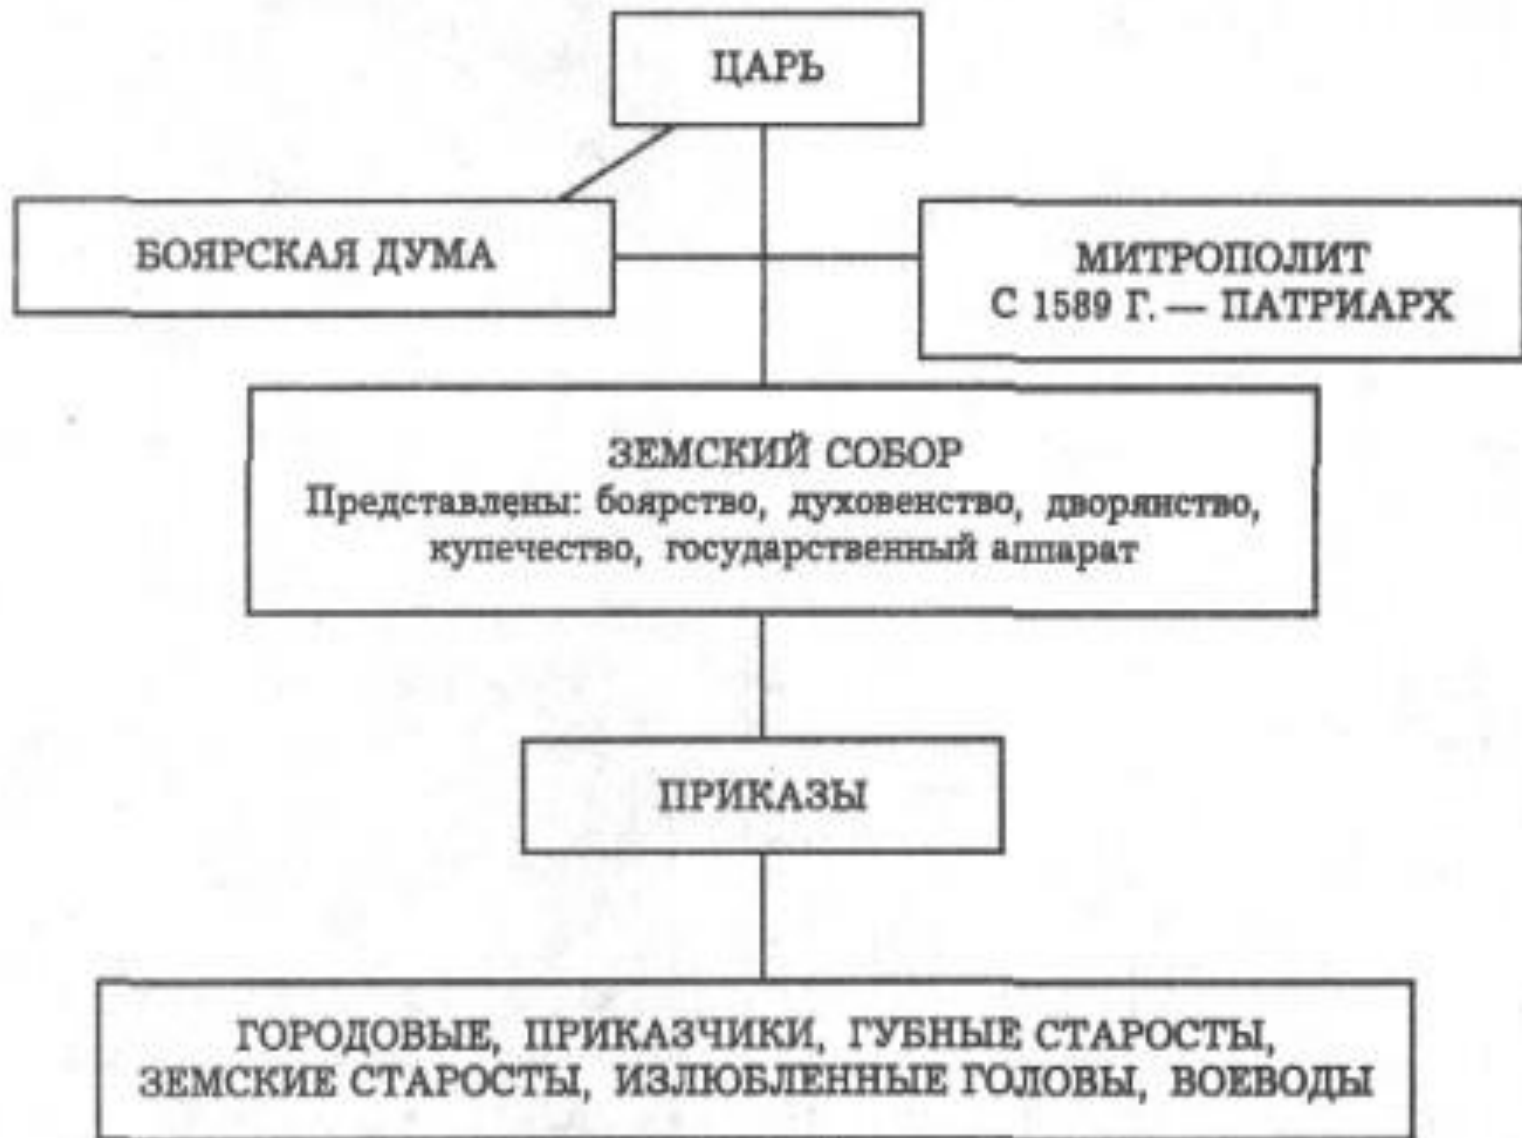 ЦАРЬ
БОЯРСКАЯ ДУМА
МИТРОПОЛИТ
С 1589 Г. — ПАТРИАРХ
ЗЕМСКИЙ СОБОР
Представлены: боярство, духовенство, дворянство,
купечество, государственный аппарат
ПРИКАЗЫ
ГОРОДОВЫЕ, ПРИКАЗЧИКИ, ГУБНЫЕ СТАРОСТЫ,
ЗЕМСКИЕ СТАРОСТЫ, ИЗЛЮБЛЕННЫЕ ГОЛОВЫ, ВОЕВОДЫ